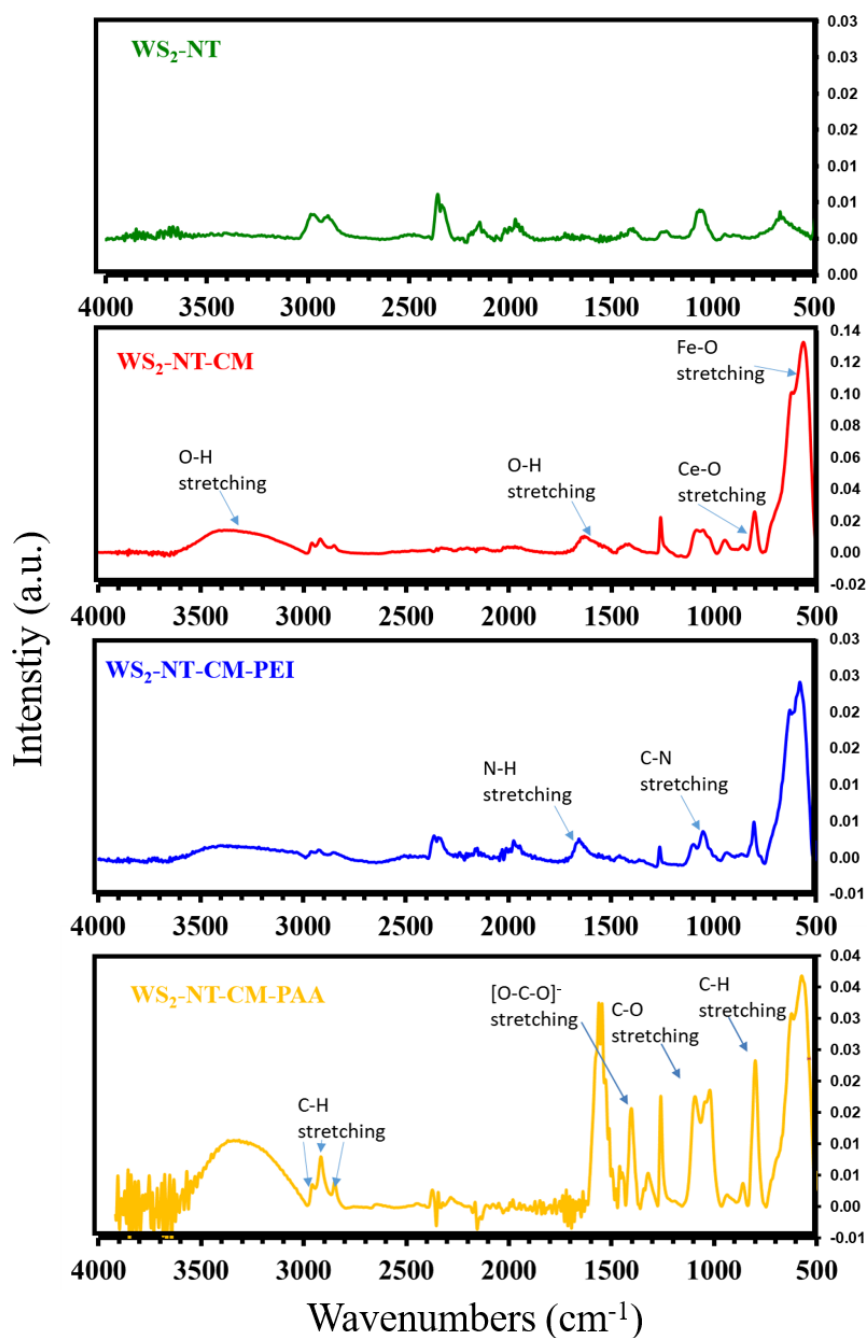 WS₂-NT
0.03
0.03
0.02
0.02
0.01
0.01
0.00
0.00
4000 3500 3000 2500 2000 1500 1000 500
WS₂-NT-CM
O-H
stretching
O-H
stretching
Fe-O
stretching
Ce-O
stretching
0.14
0.12
0.10
0.08
0.06
0.04
0.02
0.00
-0.02
4000 3500 3000 2500 2000 1500 1000 500
WS₂-NT-CM-PEI
N-H
stretching
C-N
stretching
0.03
0.02
0.02
0.01
0.01
0.00
-0.01
4000 3500 3000 2500 2000 1500 1000 500
WS₂-NT-CM-PAA
C-H
stretching
[O-C-O]⁻
stretching
C-O
stretching
C-H
stretching
0.04
0.04
0.03
0.03
0.02
0.02
0.01
0.01
0.00
-0.01
4000 3500 3000 2500 2000 1500 1000 500
Intenstiy (a.u.)
Wavenumbers (cm⁻¹)